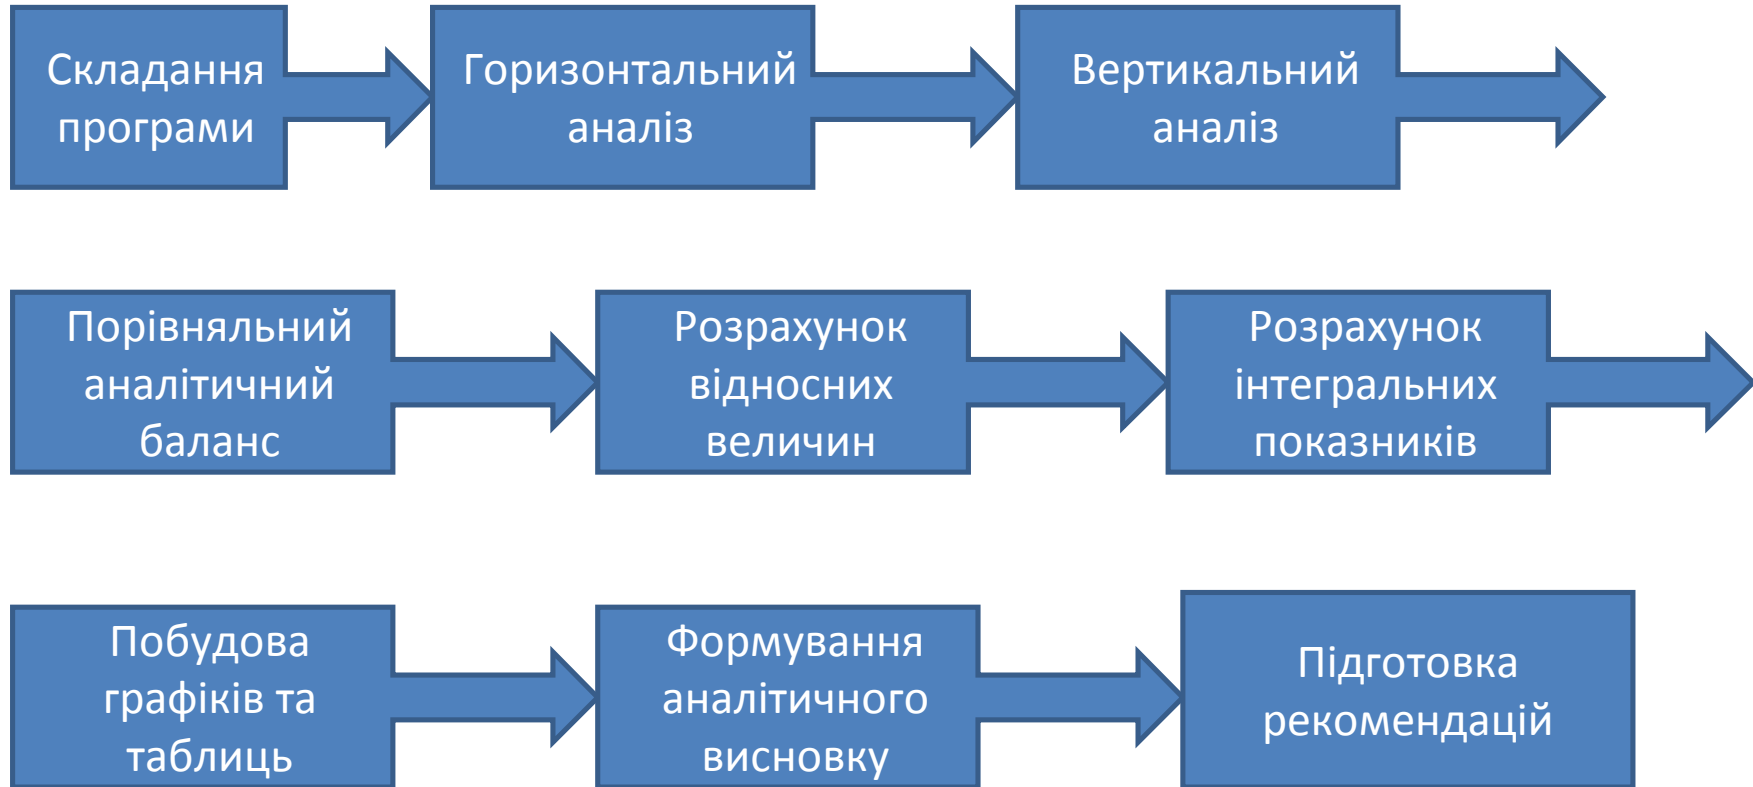 Складання
програми
Горизонтальний
аналіз
Вертикальний
аналіз
Порівняльний
аналітичний
баланс
Розрахунок
відносних
величин
Розрахунок
інтегральних
показників
Побудова
графіків та
таблиць
Формування
аналітичного
висновку
Підготовка
рекомендацій